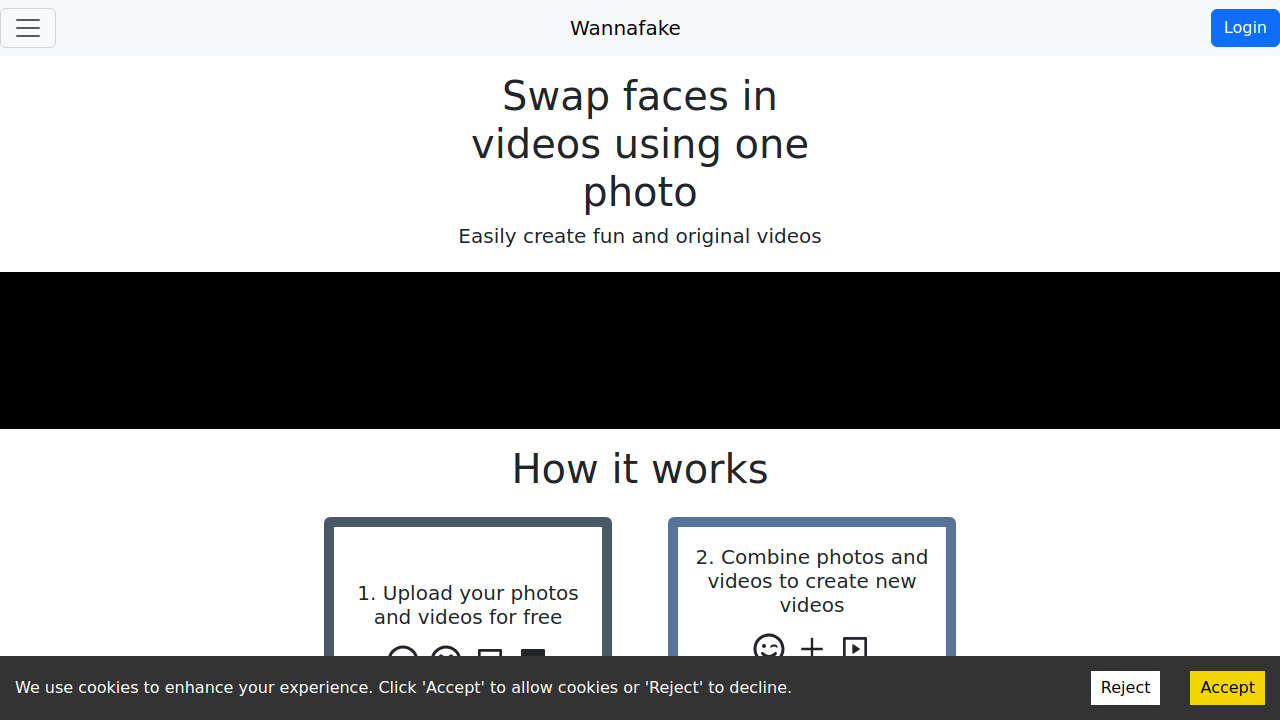 Wannafake
Login
Swap faces in
videos using one
photo
Easily create fun and original videos
How it works
1. Upload your photos
and videos for free
2. Combine photos and
videos to create new
videos
We use cookies to enhance your experience. Click 'Accept' to allow cookies or 'Reject' to decline.
Reject
Accept